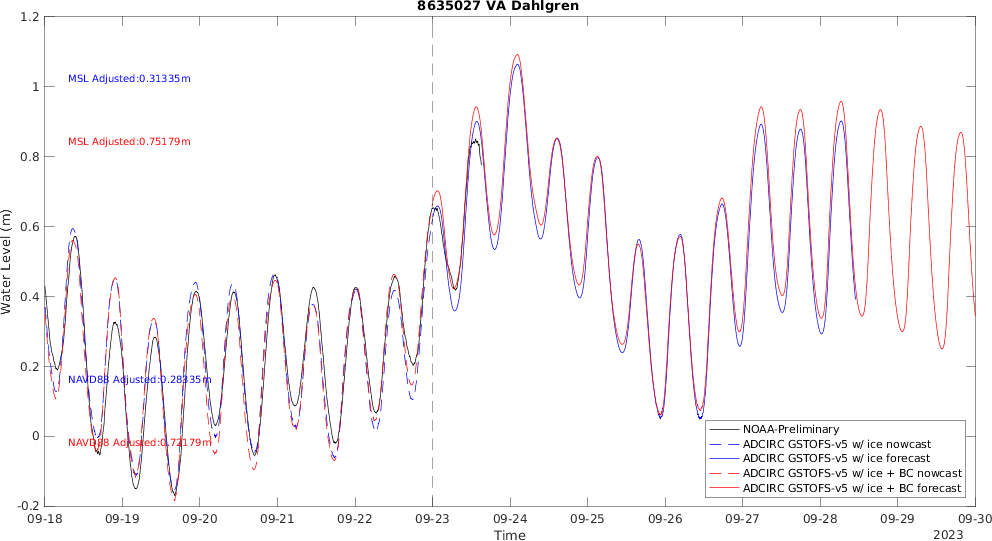 8635027 VA Dahlgren
1.2
1
0.8
0.6
0.4
0.2
0
-0.2
Water Level (m)
MSL Adjusted:0.31335m
MSL Adjusted:0.75179m
NAVD88 Adjusted:0.28335m
NAVD88 Adjusted:0.72179m
NOAA-Preliminary
ADCIRC GSTOFS-v5 w/ ice nowcast
ADCIRC GSTOFS-v5 w/ ice forecast
ADCIRC GSTOFS-v5 w/ ice + BC nowcast
ADCIRC GSTOFS-v5 w/ ice + BC forecast
09-18 09-19 09-20 09-21 09-22 09-23 09-24 09-25 09-26 09-27 09-28 09-29 09-30
Time
2023